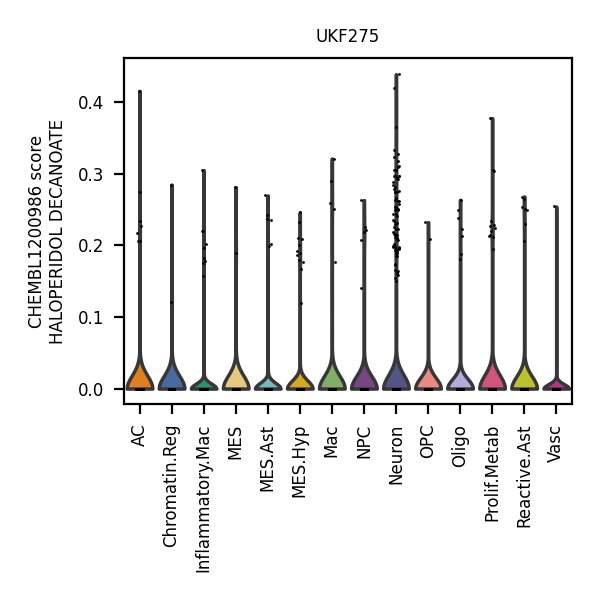 UKF275
CHEMBL1200986 score
HALOPERIDOL DECANOATE
0.4
0.3
0.2
0.1
0.0
AC
Chromatin.Reg
Inflammatory.Mac
MES
MES.Ast
MES.Hyp
Mac
NPC
Neuron
OPC
Oligo
Prolif.Metab
Reactive.Ast
Vasc